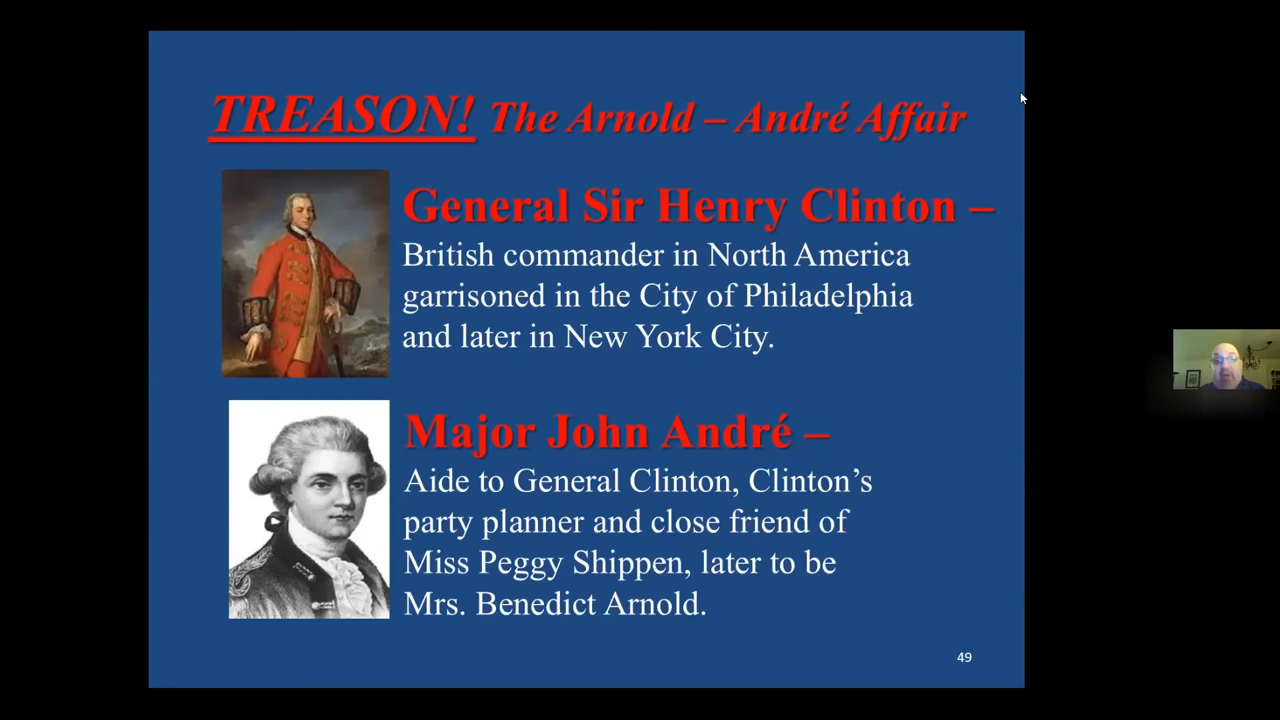 TREASON! The Arnold – André Affair
General Sir Henry Clinton –
British commander in North America
garrisoned in the City of Philadelphia
and later in New York City.
Major John André –
Aide to General Clinton, Clinton’s
party planner and close friend of
Miss Peggy Shippen, later to be
Mrs. Benedict Arnold.
49